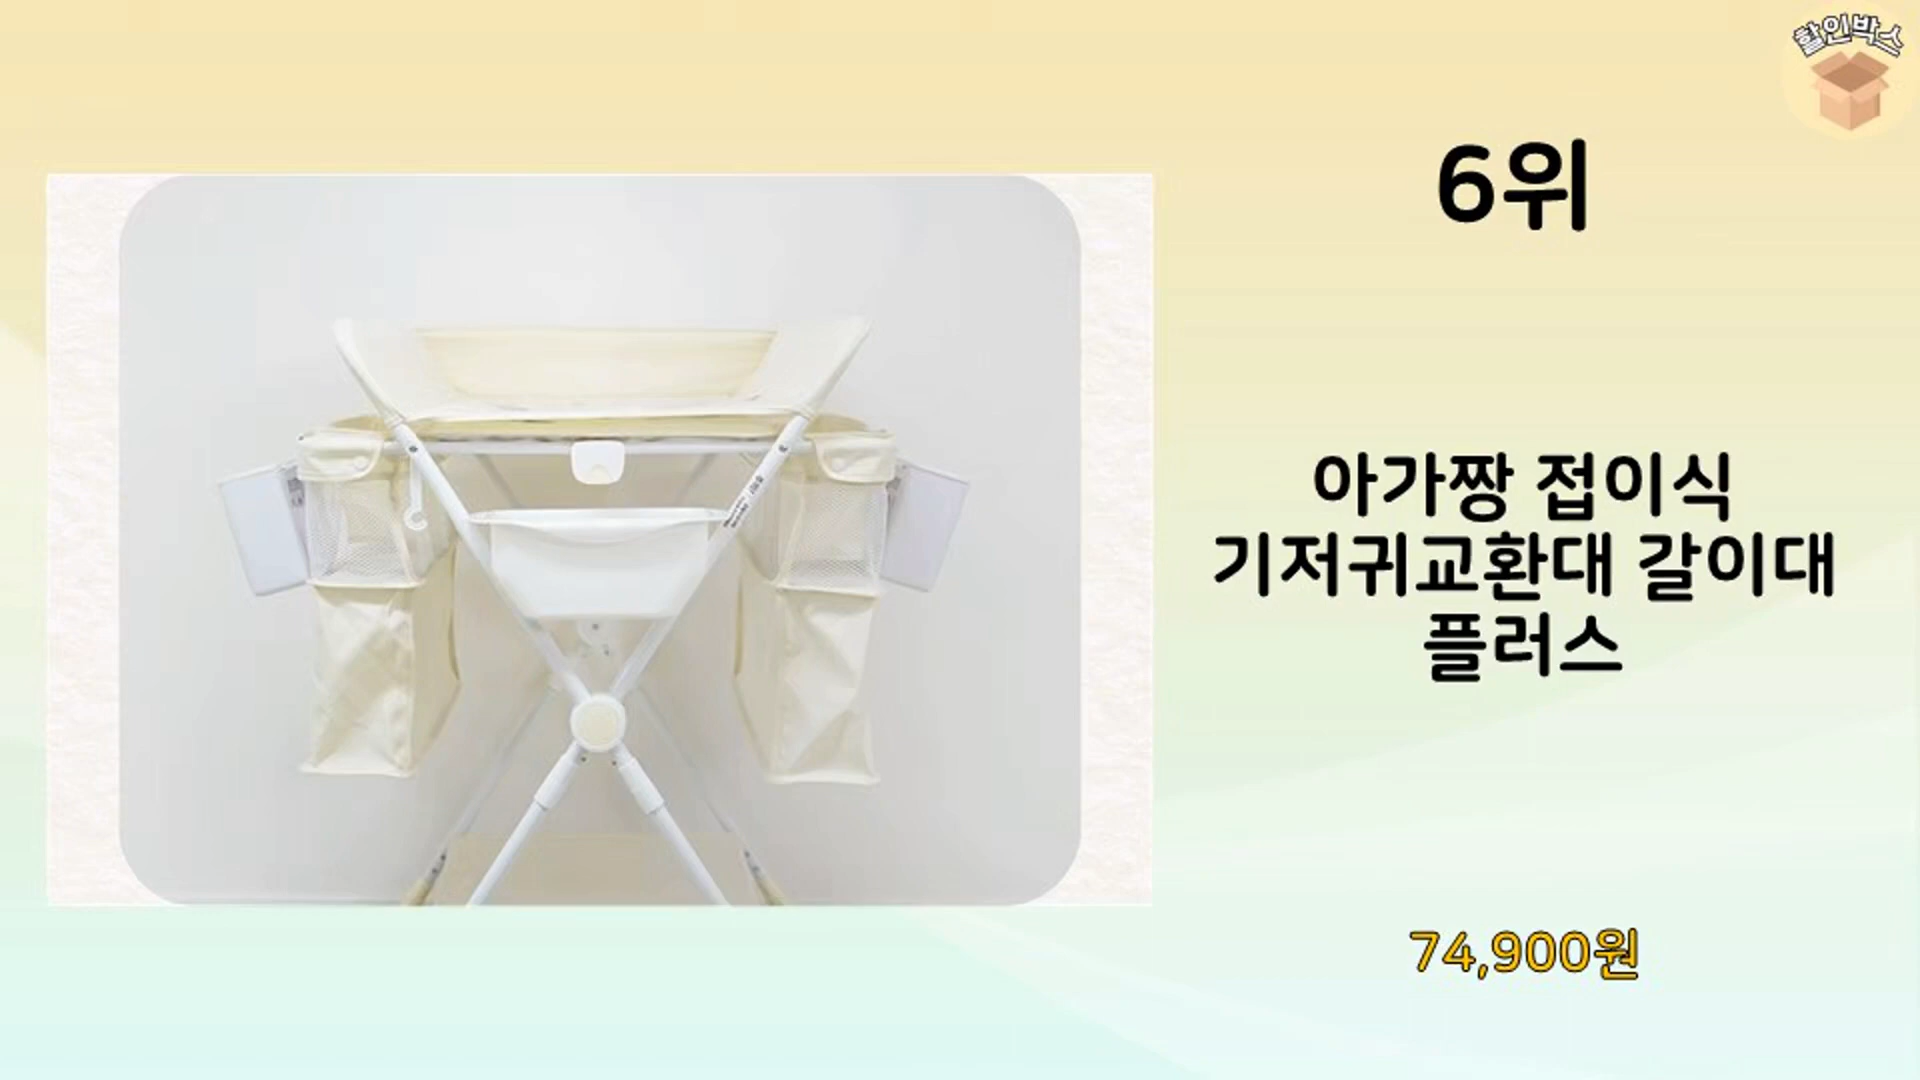 할인박스
6위
아가짱 접이식
기저귀교환대 갈이대
플러스
74,900원